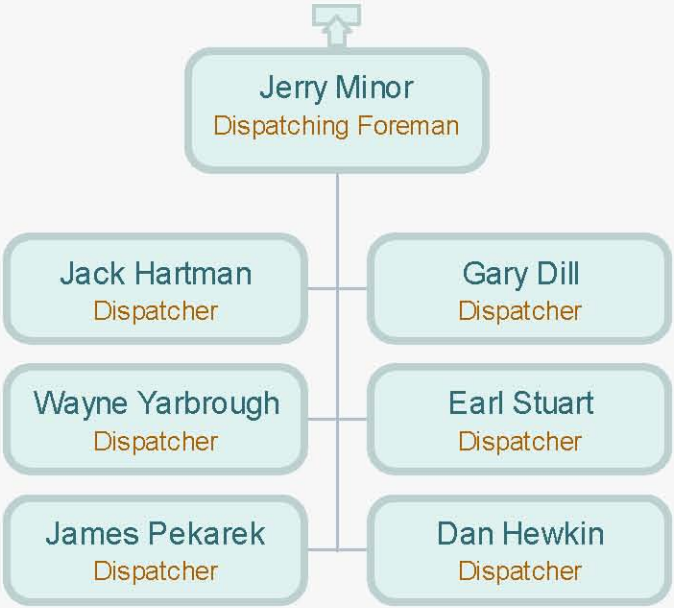 Jerry Minor
Dispatching Foreman
Jack Hartman
Dispatcher
Gary Dill
Dispatcher
Wayne Yarbrough
Dispatcher
Earl Stuart
Dispatcher
James Pekarek
Dispatcher
Dan Hewkin
Dispatcher